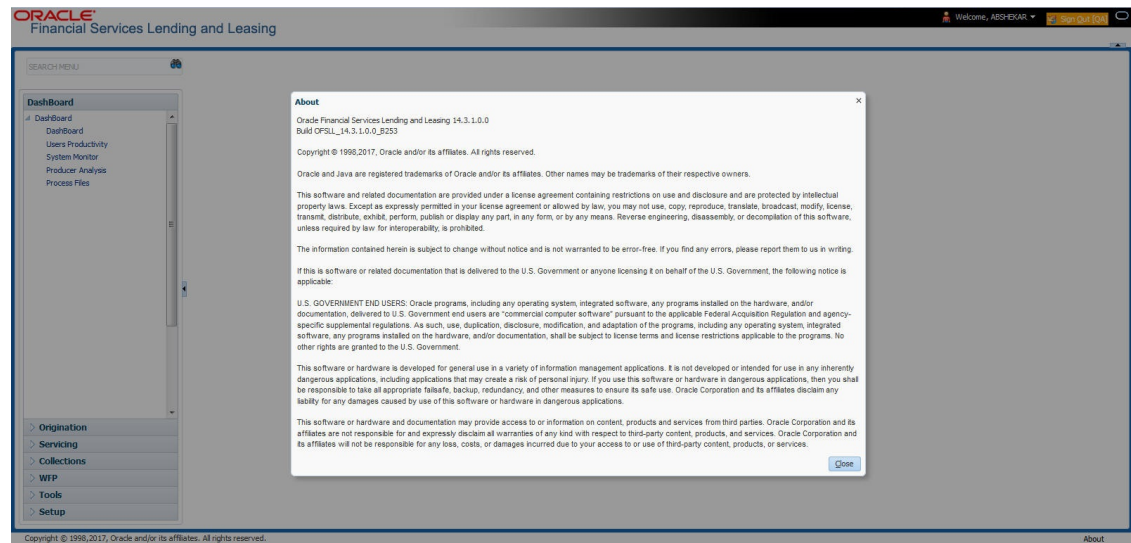 ORACLE
Financial Services Lending and Leasing
Welcome, ABSHEKAR
Sign Out [QA]
SEARCH MENU
DashBoard
DashBoard
DashBoard
Users Productivity
System Monitor
Producer Analysis
Process Files
Origination
Servicing
Collections
WFP
Tools
Setup
About
Oracle Financial Services Lending and Leasing 14.3.1.0.0
Build OFSLL_14.3.1.0.0_B253
Copyright © 1998,2017, Oracle and/or its affiliates. All rights reserved.
Oracle and Java are registered trademarks of Oracle and/or its affiliates. Other names may be trademarks of their respective owners.
This software and related documentation are provided under a license agreement containing restrictions on use and disclosure and are protected by intellectual
property laws. Except as expressly permitted in your license agreement or allowed by law, you may not use, copy, reproduce, translate, broadcast, modify, license,
transmit, distribute, exhibit, perform, publish or display any part, in any form, or by any means. Reverse engineering, disassembly, or decompilation of this software,
unless required by law for interoperability, is prohibited.
The information contained herein is subject to change without notice and is not warranted to be error-free. If you find any errors, please report them to us in writing.
If this is software or related documentation that is delivered to the U.S. Government or anyone licensing it on behalf of the U.S. Government, the following notice is
applicable:
U.S. GOVERNMENT END USERS: Oracle programs, including any operating system, integrated software, any programs installed on the hardware, and/or
documentation, delivered to U.S. Government end users are "commercial computer software" pursuant to the applicable Federal Acquisition Regulation and agency-
specific supplemental regulations. As such, use, duplication, disclosure, modification, and adaptation of the programs, including any operating system, integrated
software, any programs installed on the hardware, and/or documentation, shall be subject to license terms and license restrictions applicable to the programs. No
other rights are granted to the U.S. Government.
This software or hardware is developed for general use in a variety of information management applications. It is not developed or intended for use in any inherently
dangerous applications, including applications that may create a risk of personal injury. If you use this software or hardware in dangerous applications, then you shall
be responsible to take all appropriate failsafe, backup, redundancy, and other measures to ensure its safe use. Oracle Corporation and its affiliates disclaim any
liability for any damages caused by use of this software or hardware in dangerous applications.
This software or hardware and documentation may provide access to or information on content, products and services from third parties. Oracle Corporation and its
affiliates are not responsible for and expressly disclaim all warranties of any kind with respect to third-party content, products, and services. Oracle Corporation and
its affiliates will not be responsible for any loss, costs, or damages incurred due to your access to or use of third-party content, products, or services.
Close
Copyright © 1998,2017, Oracle and/or its affiliates. All rights reserved.
About